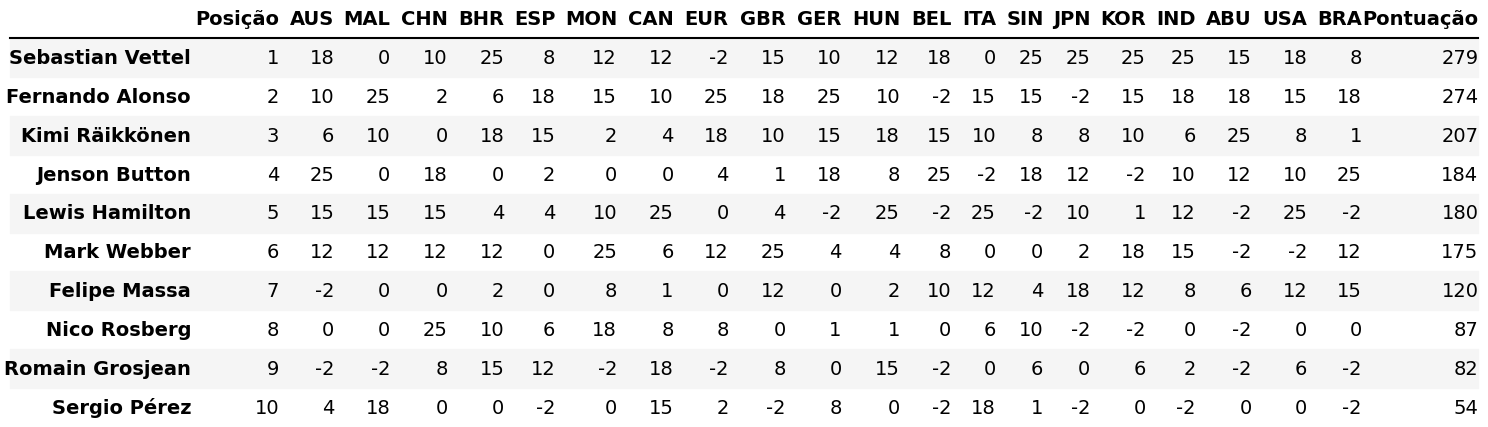 Posição AUS MAL CHN BHR ESP MON CAN EUR GBR GER HUN BEL ITA SIN JPN KOR IND ABU USA BRA Pontuação
Sebastian Vettel 1 18 0 10 25 8 12 12 -2 15 10 12 18 0 25 25 25 25 15 18 8 279
Fernando Alonso 2 10 25 2 6 18 15 10 25 18 25 10 -2 15 15 -2 15 18 18 15 18 274
Kimi Räikkönen 3 6 10 0 18 15 2 4 18 10 15 18 15 10 8 8 10 6 25 8 1 207
Jenson Button 4 25 0 18 0 2 0 0 4 1 18 8 25 -2 18 12 -2 10 12 10 25 184
Lewis Hamilton 5 15 15 15 4 4 10 25 0 4 -2 25 -2 25 -2 10 1 12 -2 25 -2 180
Mark Webber 6 12 12 12 12 0 25 6 12 25 4 4 8 0 0 2 18 15 -2 -2 12 175
Felipe Massa 7 -2 0 0 2 0 8 1 0 12 0 2 10 12 4 18 12 8 6 12 15 120
Nico Rosberg 8 0 0 25 10 6 18 8 8 0 1 1 0 6 10 -2 -2 0 -2 0 0 87
Romain Grosjean 9 -2 -2 8 15 12 -2 18 -2 8 0 15 -2 0 6 0 6 2 -2 6 -2 82
Sergio Pérez 10 4 18 0 0 -2 0 15 2 -2 8 0 -2 18 1 -2 0 -2 0 0 -2 54